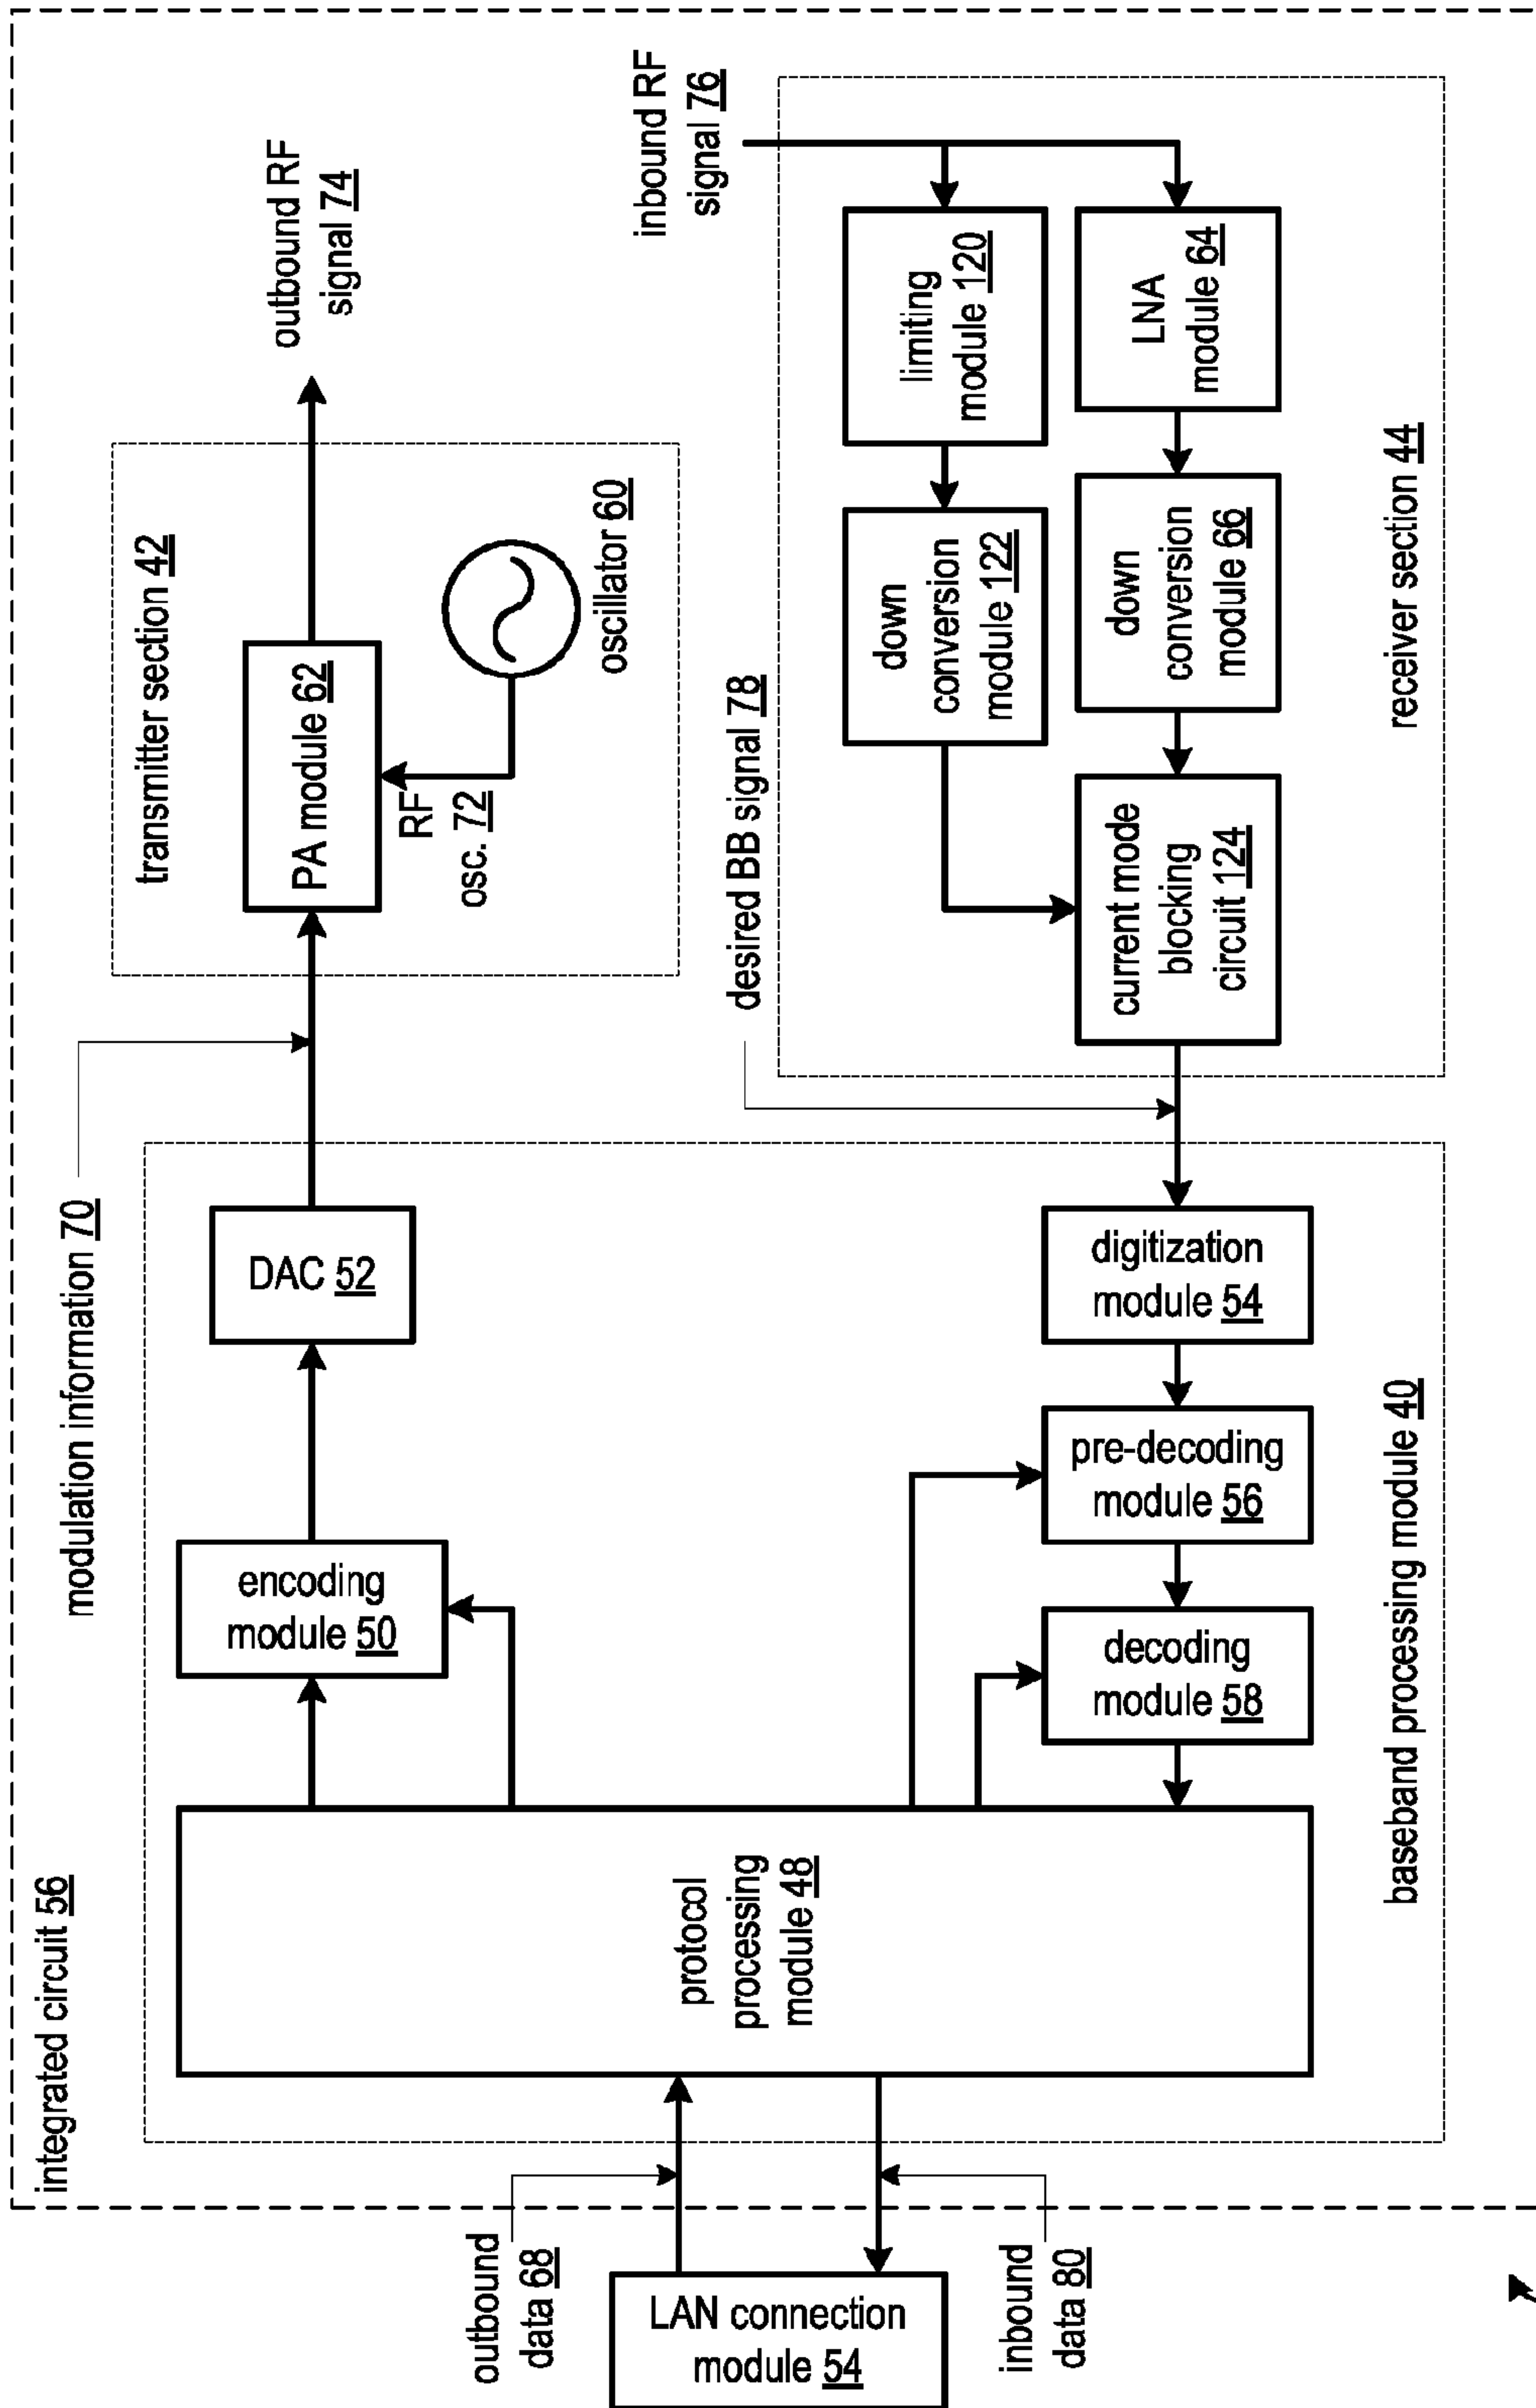 integrated circuit 56
modulation information 70
outbound RF
signal 74
transmitter section 42
PA module 62
RF
osc. 72
oscillator 60
encoding
module 50
DAC 52
protocol
processing
module 48
outbound
data 68
LAN connection
module 54
inbound
data 80
desired BB signal 78
inbound RF
signal 76
limiting
module 120
down
conversion
module 122
LNA
module 64
down
conversion
module 66
current mode
blocking
circuit 124
receiver section 44
digitization
module 54
pre-decoding
module 56
decoding
module 58
baseband processing module 40